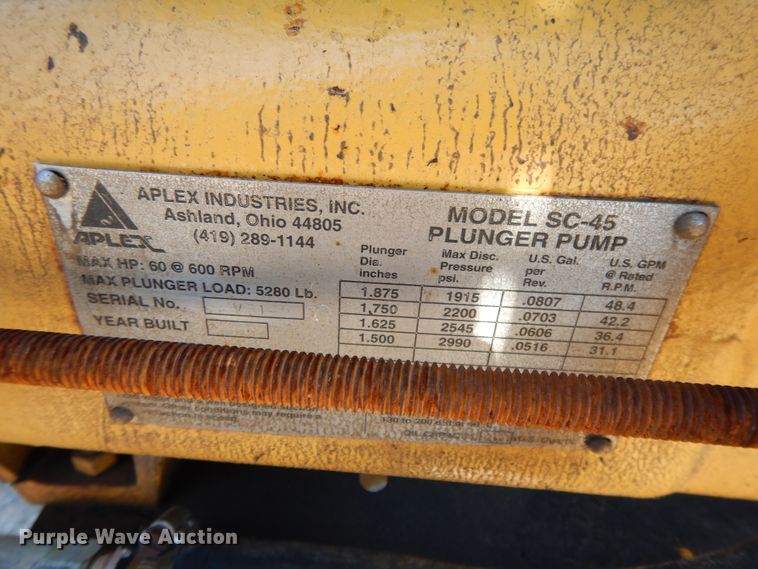 APLEX
APLEX INDUSTRIES, INC.
Ashland, Ohio 44805
(419) 289-1144
MODEL SC-45
PLUNGER PUMP
MAX HP: 60 @ 600 RPM
MAX PLUNGER LOAD: 5280 Lb.
SERIAL No.
YEAR BUILT
Plunger Dia. inches
Max Disc. Pressure psi.
U.S. Gal. per Rev.
U.S. GPM @ Rated R.P.M.
1.875 1915 .0807 48.4
1.750 2200 .0703 42.2
1.625 2545 .0606 36.4
1.500 2990 .0516 31.1
conditions may require
Purple Wave Auction